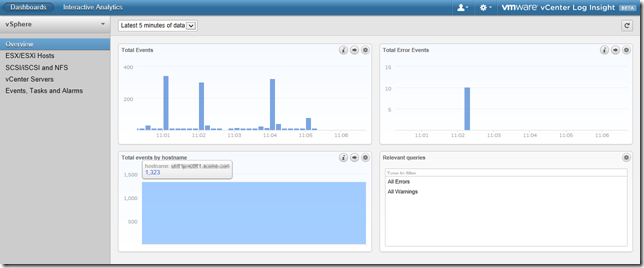 Dashboards Interactive Analytics
vmware vCenter Log Insight BETA
vSphere
Latest 5 minutes of data
Overview
ESX/ESXi Hosts
SCSI/iSCSI and NFS
vCenter Servers
Events, Tasks and Alarms
Total Events
400
200
11:01 11:02 11:03 11:04 11:05 11:06
Total Error Events
15
10
5
11:01 11:02 11:03 11:04 11:05 11:06
Total events by hostname
hostname:
1,323
1,500
1,000
500
Relevant queries
Type to filter
All Errors
All Warnings